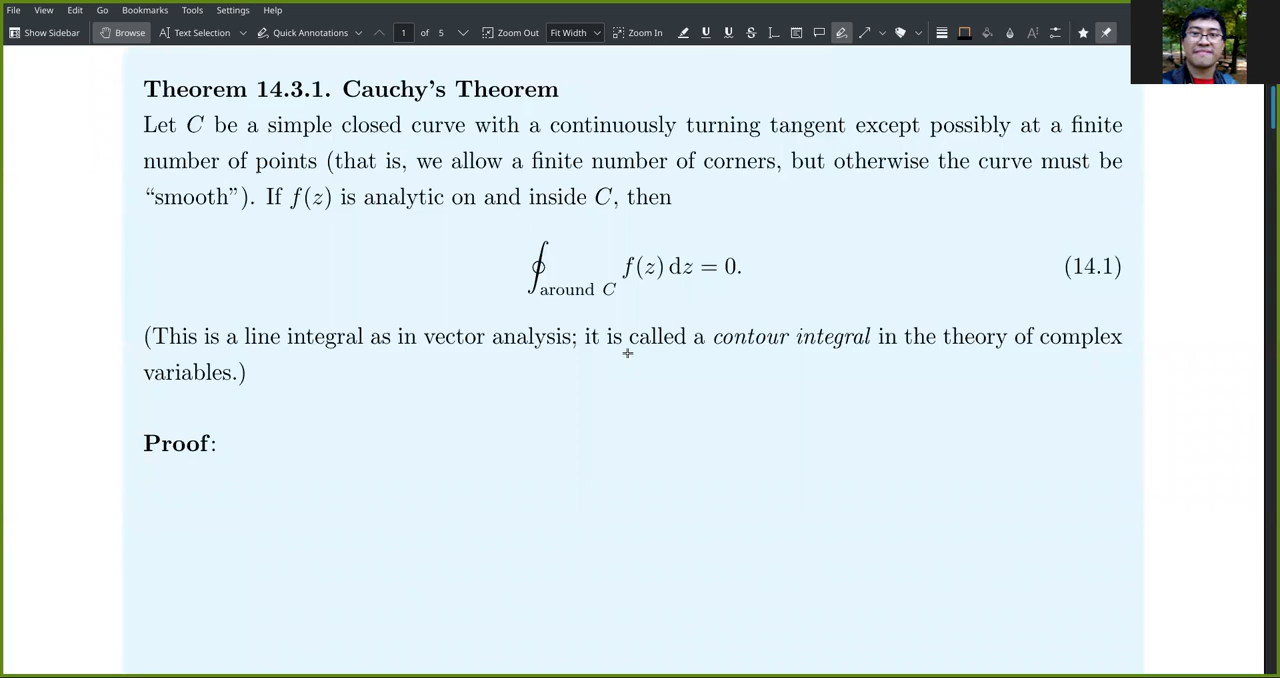 File View Edit Go Bookmarks Tools Settings Help
Show Sidebar Browse Text Selection Quick Annotations 1 of 5 Zoom Out Fit Width Zoom In
Theorem 14.3.1. Cauchy's Theorem
Let C be a simple closed curve with a continuously turning tangent except possibly at a finite
number of points (that is, we allow a finite number of corners, but otherwise the curve must be
“smooth”). If f(z) is analytic on and inside C, then
∮_{around C} f(z) dz = 0. (14.1)
(This is a line integral as in vector analysis; it is called a contour integral in the theory of complex
variables.)
Proof: